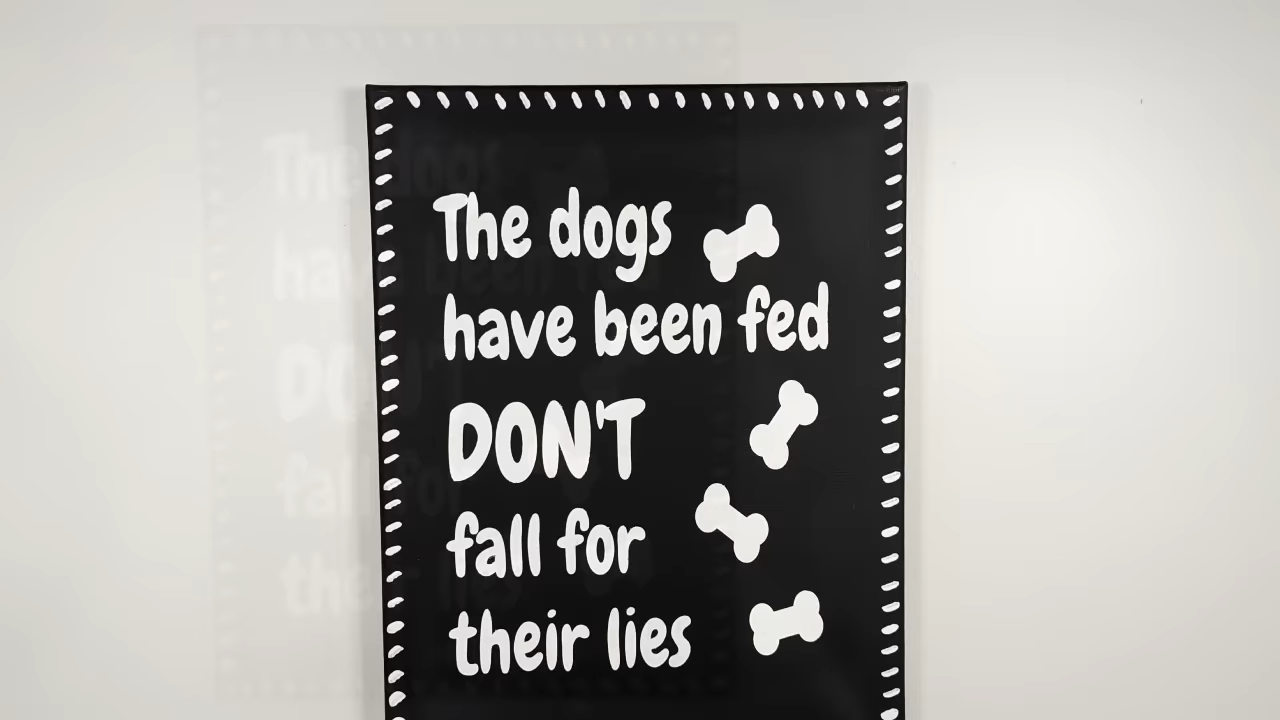 The dogs
have been fed
DON'T
fall for
their lies